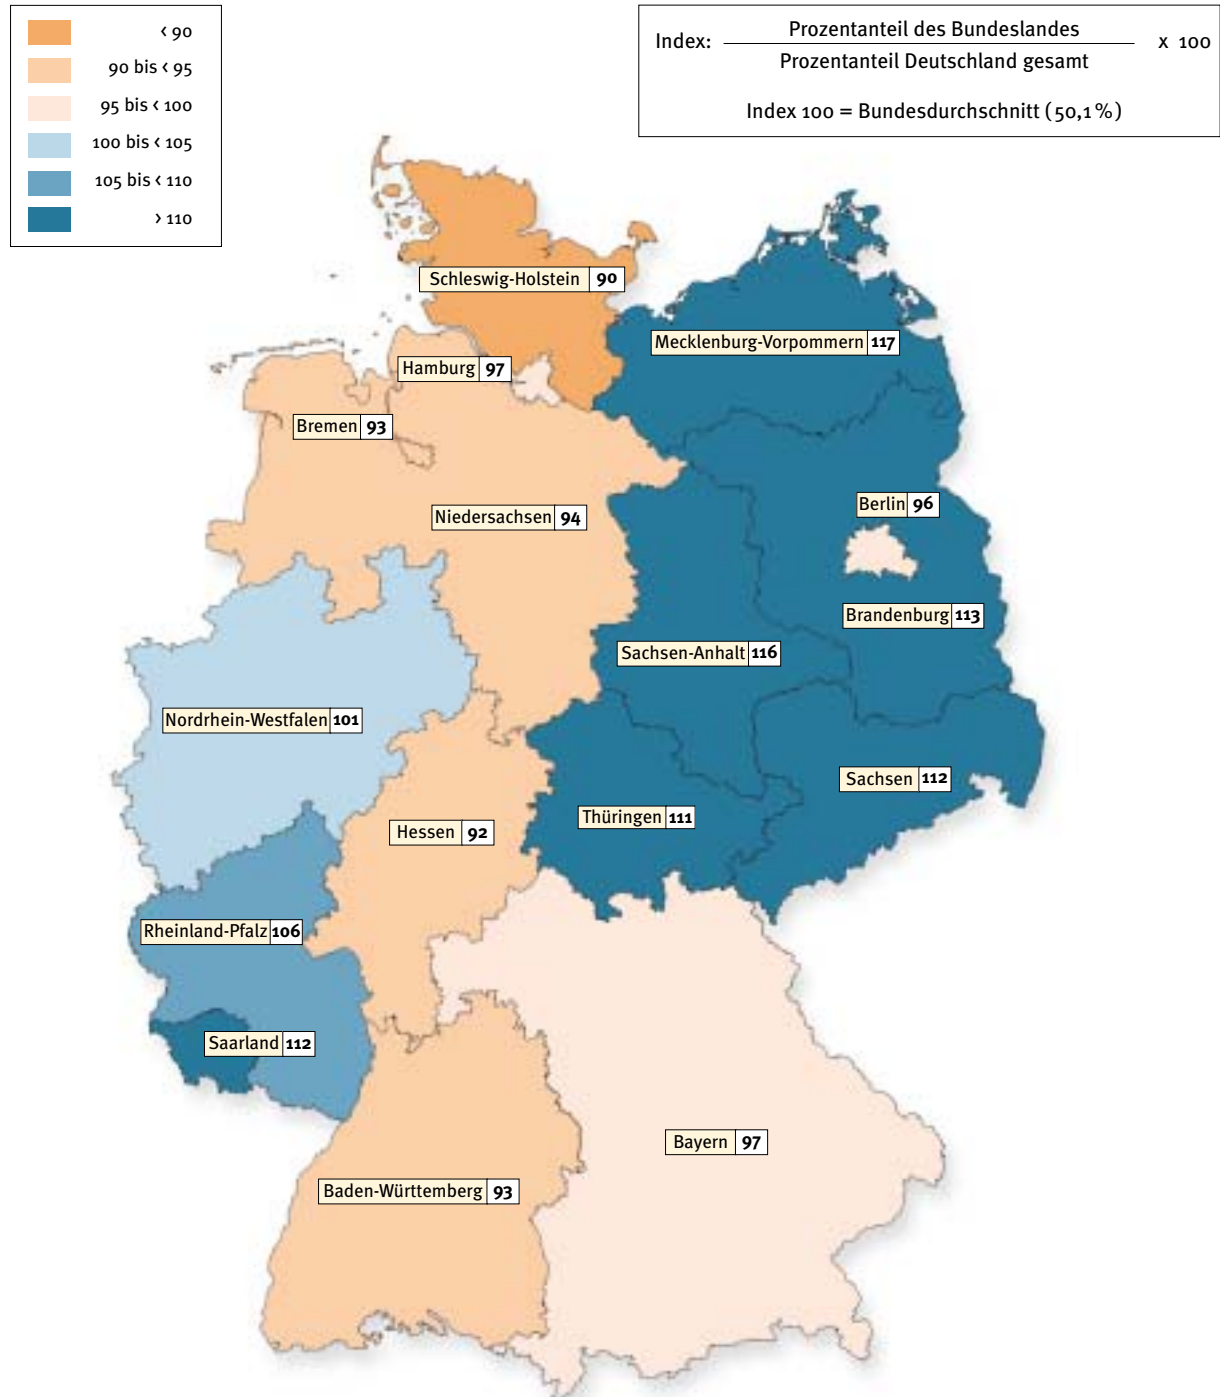 < 90
90 bis < 95
95 bis < 100
100 bis < 105
105 bis < 110
> 110
Index: Prozentanteil des Bundeslandes x 100
Prozentanteil Deutschland gesamt
Index 100 = Bundesdurchschnitt (50,1%)
Schleswig-Holstein 90
Mecklenburg-Vorpommern 117
Hamburg 97
Bremen 93
Berlin 96
Niedersachsen 94
Brandenburg 113
Sachsen-Anhalt 116
Nordrhein-Westfalen 101
Sachsen 112
Thüringen 111
Hessen 92
Rheinland-Pfalz 106
Saarland 112
Bayern 97
Baden-Württemberg 93